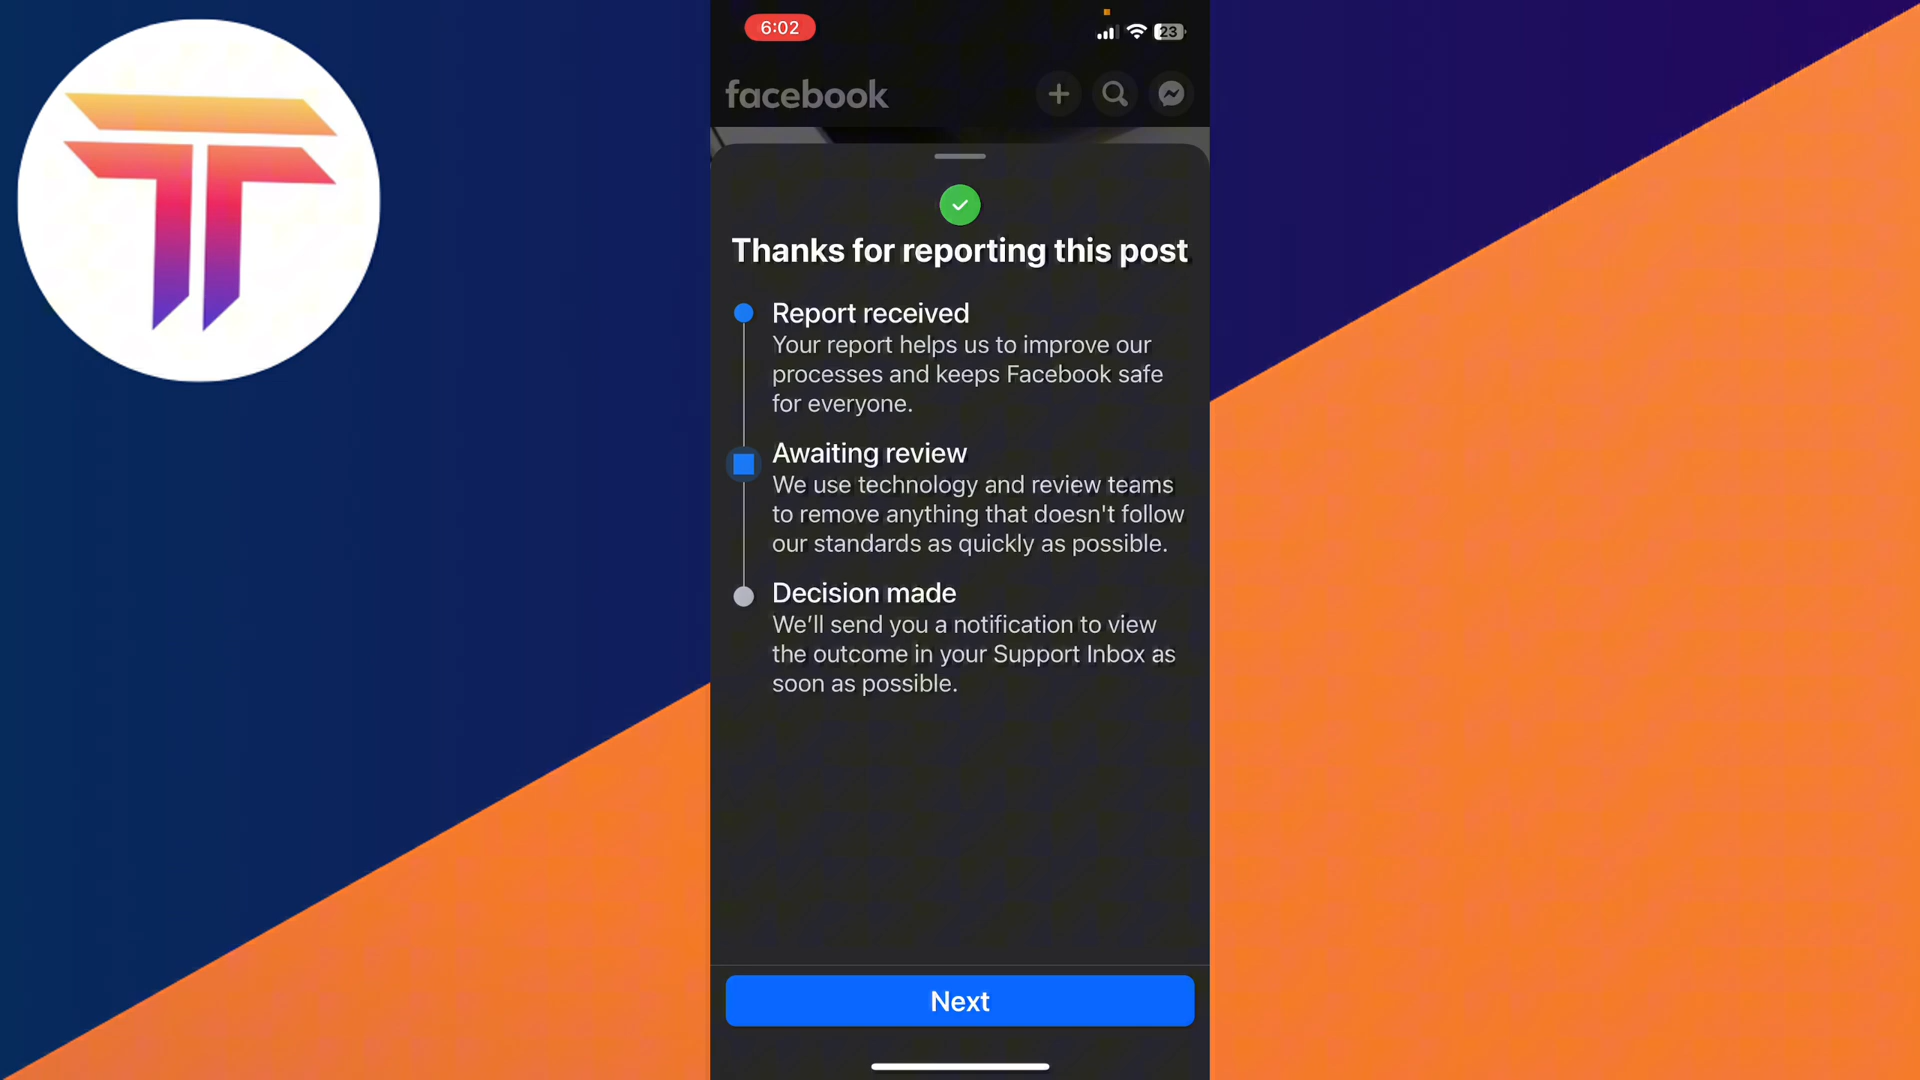 6:02
23
facebook
Thanks for reporting this post
Report received
Your report helps us to improve our
processes and keeps Facebook safe
for everyone.
Awaiting review
We use technology and review teams
to remove anything that doesn't follow
our standards as quickly as possible.
Decision made
We’ll send you a notification to view
the outcome in your Support Inbox as
soon as possible.
Next